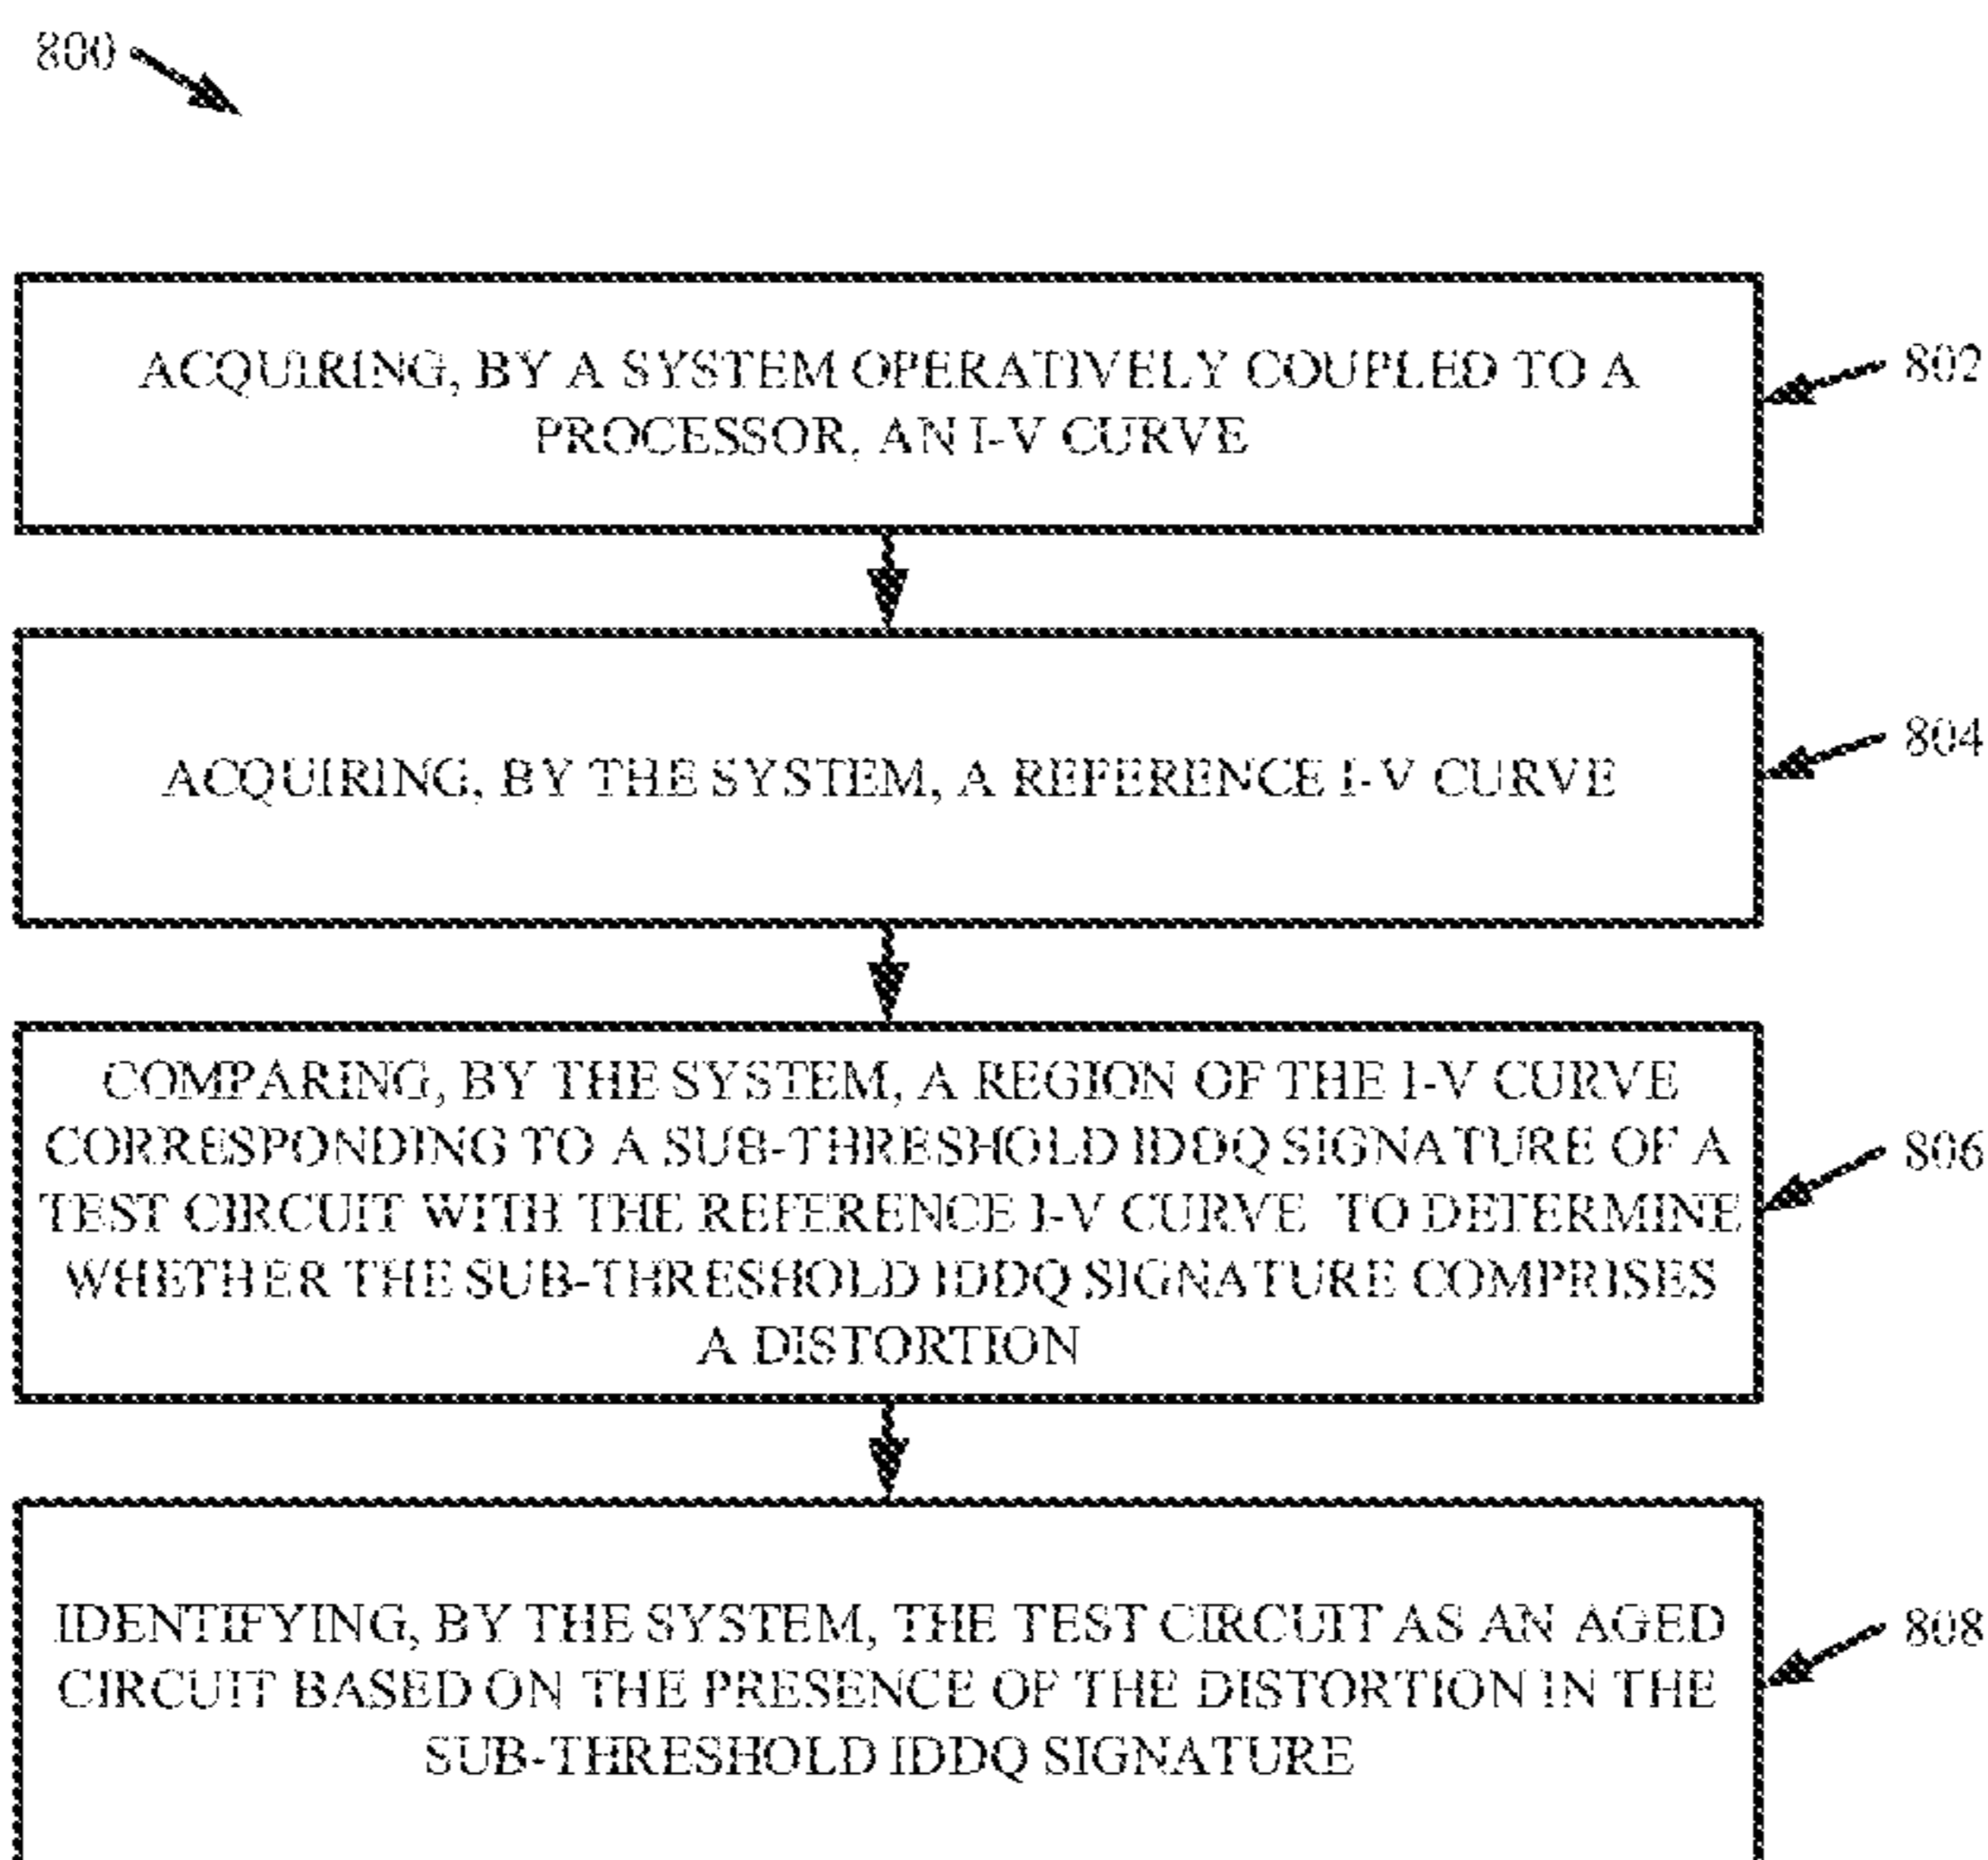 800
ACQUIRING, BY A SYSTEM OPERATIVELY COUPLED TO A
PROCESSOR, AN I-V CURVE
802
ACQUIRING, BY THE SYSTEM, A REFERENCE I-V CURVE
804
COMPARING, BY THE SYSTEM, A REGION OF THE I-V CURVE
CORRESPONDING TO A SUB-THRESHOLD IDDQ SIGNATURE OF A
TEST CIRCUIT WITH THE REFERENCE I-V CURVE TO DETERMINE
WHETHER THE SUB-THRESHOLD IDDQ SIGNATURE COMPRISES
A DISTORTION
806
IDENTIFYING, BY THE SYSTEM, THE TEST CIRCUIT AS AN AGED
CIRCUIT BASED ON THE PRESENCE OF THE DISTORTION IN THE
SUB-THRESHOLD IDDQ SIGNATURE
808